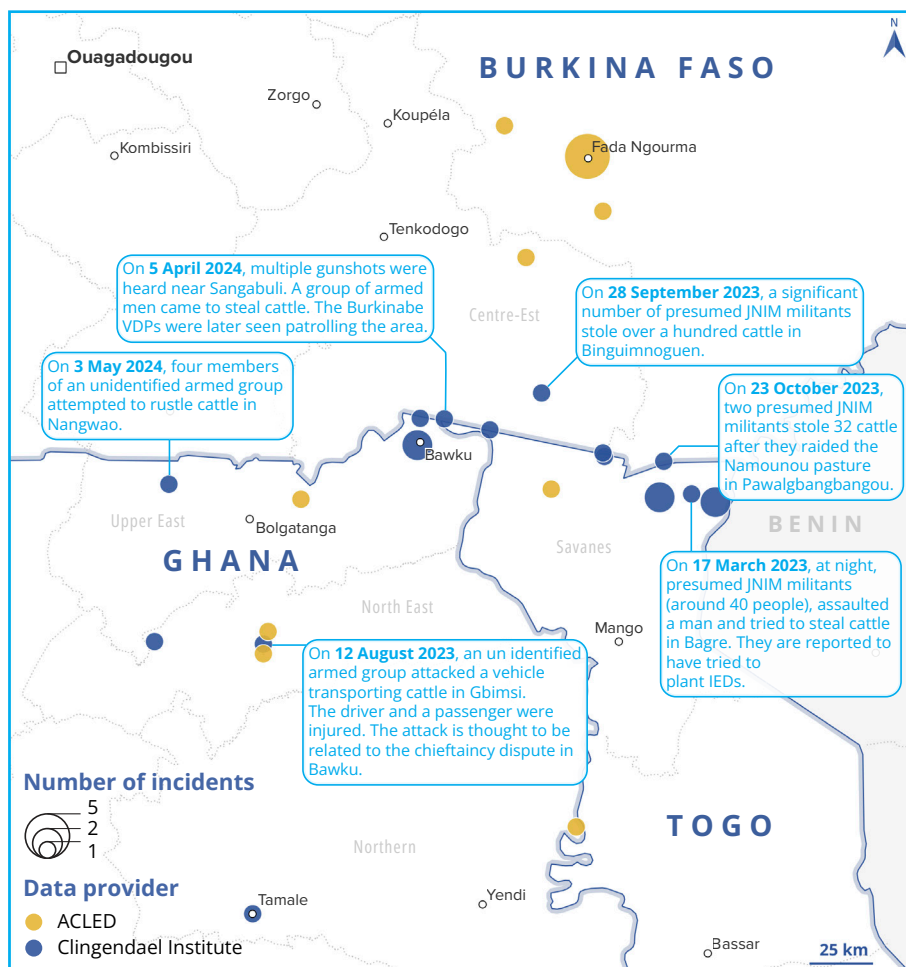 N
Ouagadougou
BURKINA FASO
Zorgo
Koupéla
Kombissiri
Fada Ngourma
Tenkodogo
On 5 April 2024, multiple gunshots were
heard near Sangabuli. A group of armed
men came to steal cattle. The Burkinabe
VDPs were later seen patrolling the area.
Centre-Est
On 28 September 2023, a significant
number of presumed JNIM militants
stole over a hundred cattle in
Binguimnoguen.
On 3 May 2024, four members
of an unidentified armed group
attempted to rustle cattle in
Nangwao.
On 23 October 2023,
two presumed JNIM
militants stole 32 cattle
after they raided the
Namounou pasture
in Pawalgbangbangou.
Bawku
Upper East
Bolgatanga
Savanes
BENIN
GHANA
North East
Mango
On 17 March 2023, at night,
presumed JNIM militants
(around 40 people), assaulted
a man and tried to steal cattle
in Bagre. They are reported to
have tried to
plant IEDs.
On 12 August 2023, an un identified
armed group attacked a vehicle
transporting cattle in Gbimsi.
The driver and a passenger were
injured. The attack is thought to be
related to the chieftaincy dispute in
Bawku.
Number of incidents
5
2
1
TOGO
Northern
Data provider
ACLED
Clingendael Institute
Tamale
Yendi
Bassar
25 km